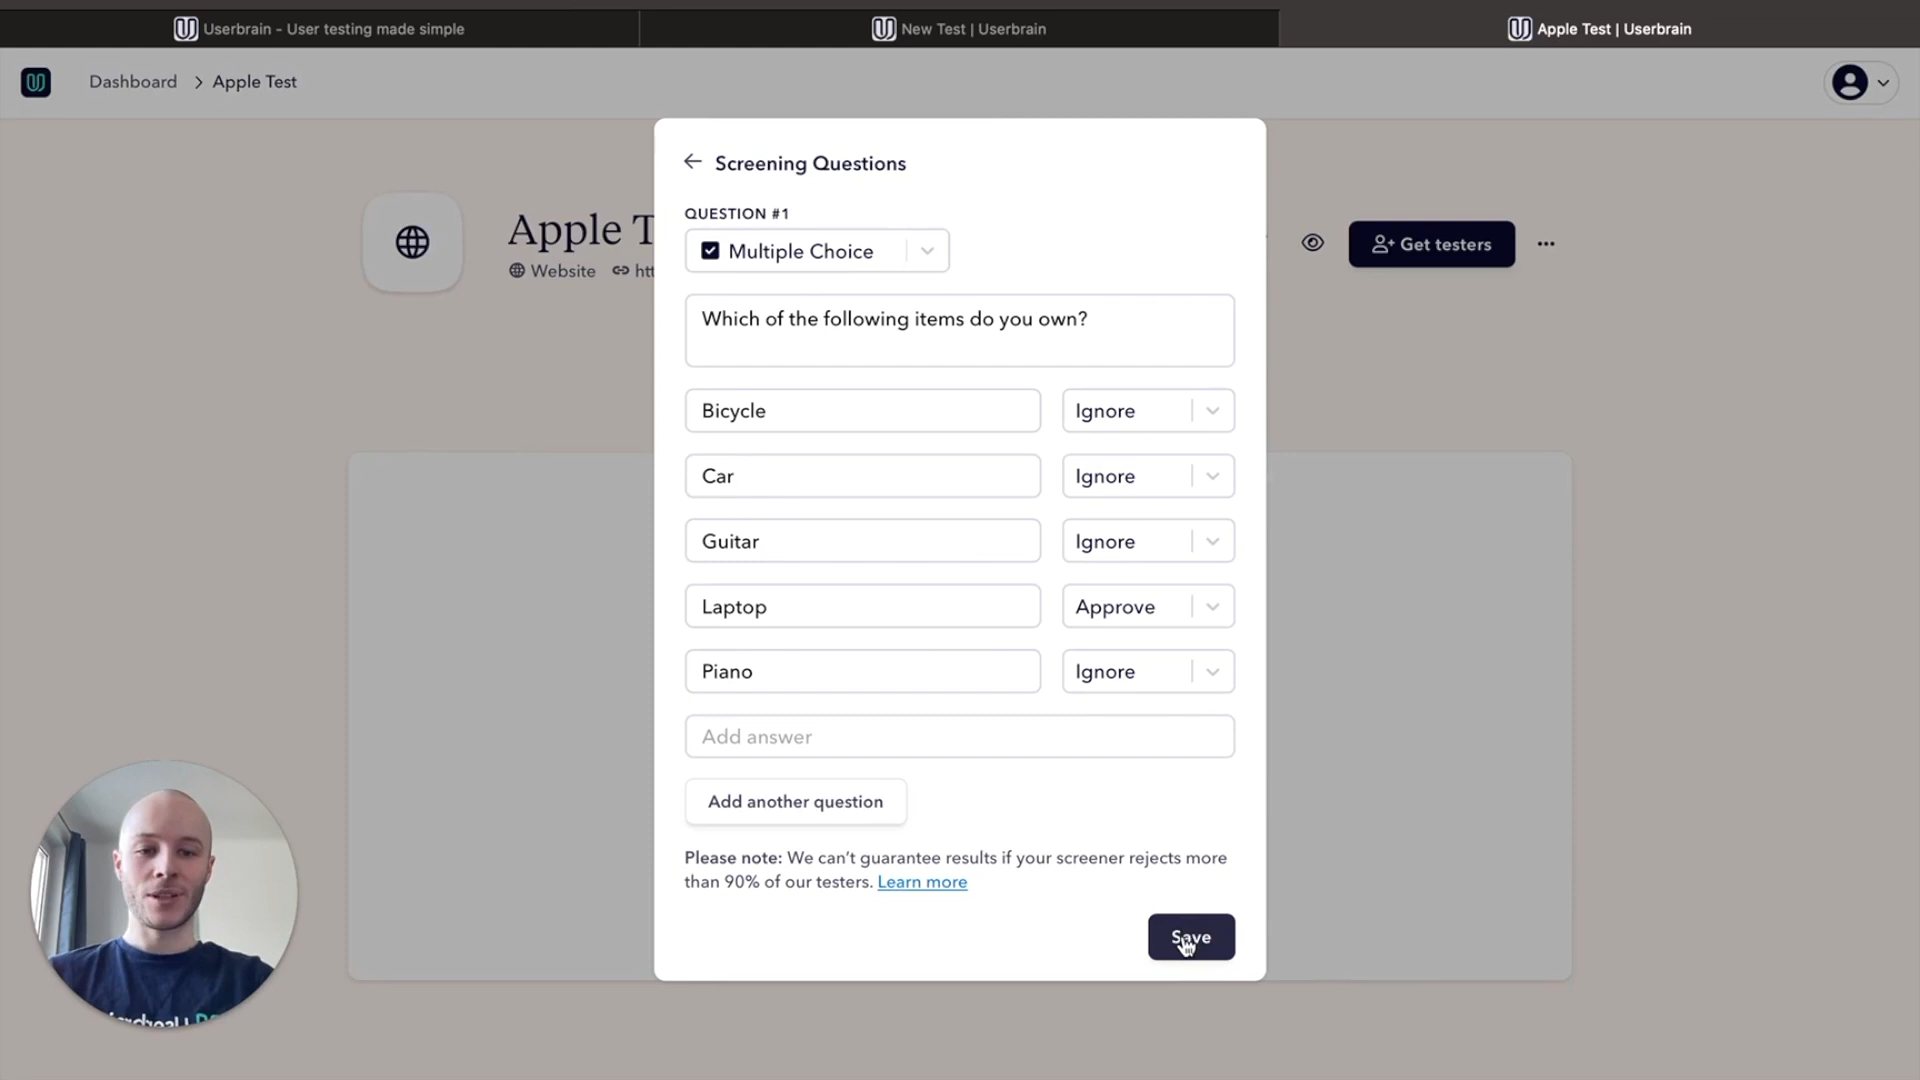 Userbrain - User testing made simple
New Test | Userbrain
Apple Test | Userbrain
Dashboard > Apple Test
Screening Questions
QUESTION #1
Apple T
Multiple Choice
Get testers
Website
htt
Which of the following items do you own?
Bicycle Ignore
Car Ignore
Guitar Ignore
Laptop Approve
Piano Ignore
Add answer
Add another question
Please note: We can't guarantee results if your screener rejects more
than 90% of our testers. Learn more
Save